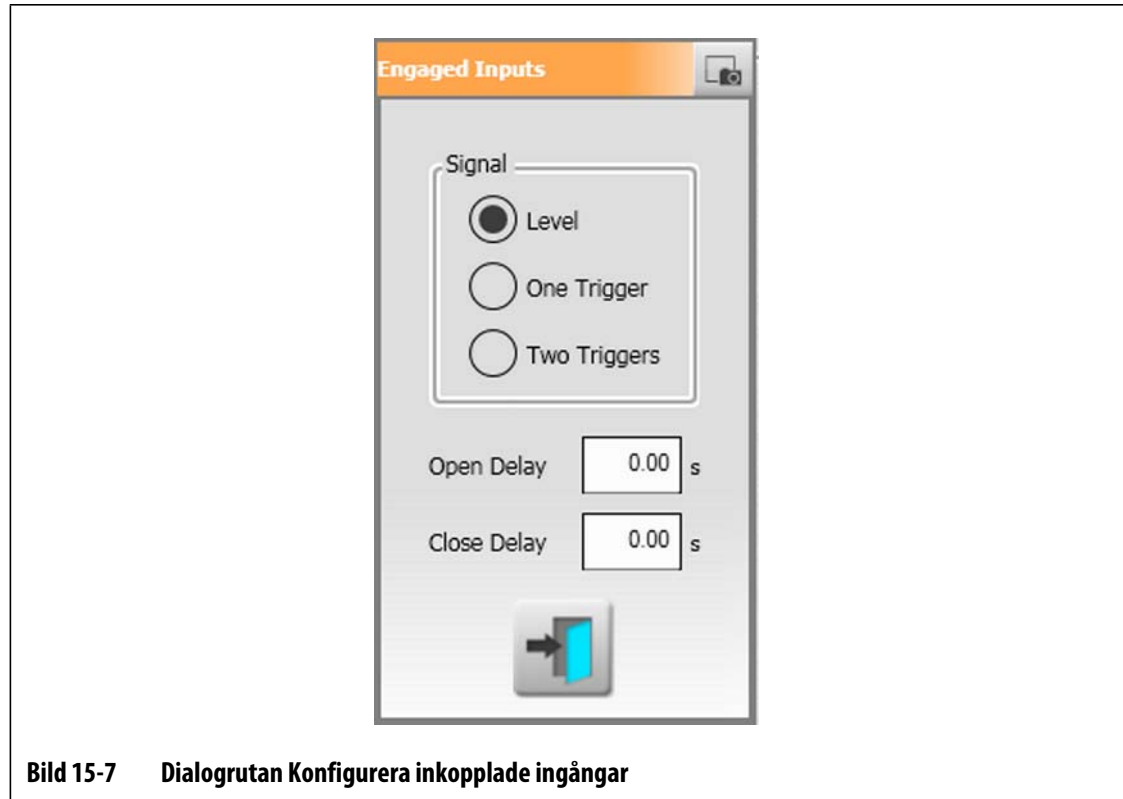 Engaged Inputs
Signal
Level
One Trigger
Two Triggers
Open Delay 0.00 s
Close Delay 0.00 s
Bild 15-7 Dialogrutan Konfigurera inkopplade ingångar